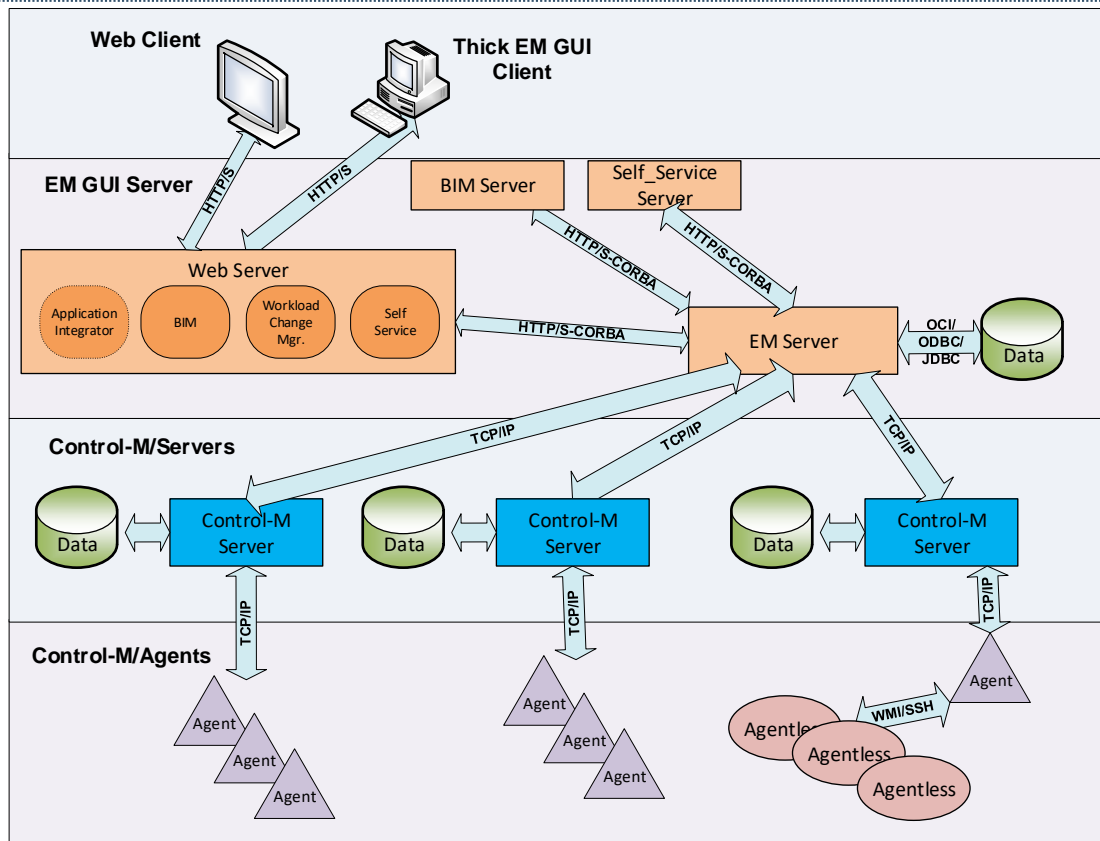 Web Client
Thick EM GUI
Client
HTTP/S
HTTP/S
EM GUI Server
BIM Server
Self_Service
Server
HTTP/S-CORBA
HTTP/S-CORBA
Web Server
Application
Integrator
BIM
Workload
Change
Mgr.
Self
Service
HTTP/S-CORBA
EM Server
OCI/
ODBC/
JDBC
Data
TCP/IP
TCP/IP
TCP/IP
Control-M/Servers
Data
Control-M
Server
Data
Control-M
Server
Data
Control-M
Server
TCP/IP
TCP/IP
TCP/IP
Control-M/Agents
Agent
Agent
Agent
Agent
Agent
Agent
Agent
WMI/SSH
Agentless
Agentless
Agentless